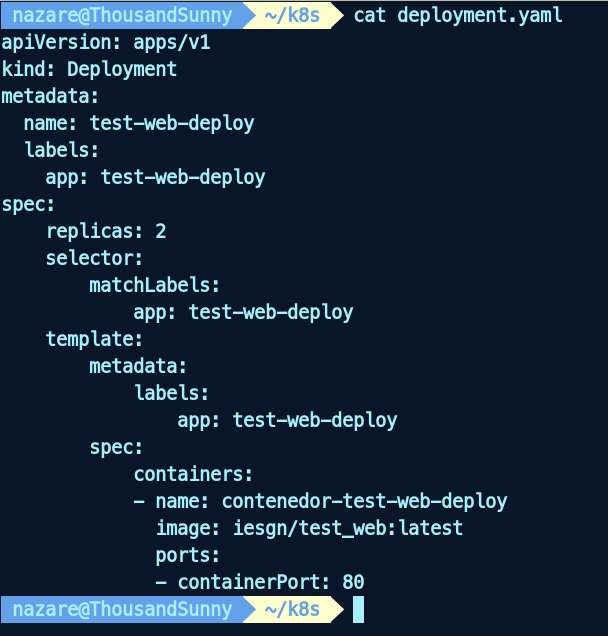 nazare@ThousandSunny ~/k8s cat deployment.yaml
apiVersion: apps/v1
kind: Deployment
metadata:
  name: test-web-deploy
  labels:
    app: test-web-deploy
spec:
    replicas: 2
    selector:
        matchLabels:
            app: test-web-deploy
    template:
        metadata:
            labels:
                app: test-web-deploy
        spec:
            containers:
            - name: contenedor-test-web-deploy
              image: iesgn/test_web:latest
              ports:
              - containerPort: 80
nazare@ThousandSunny ~/k8s